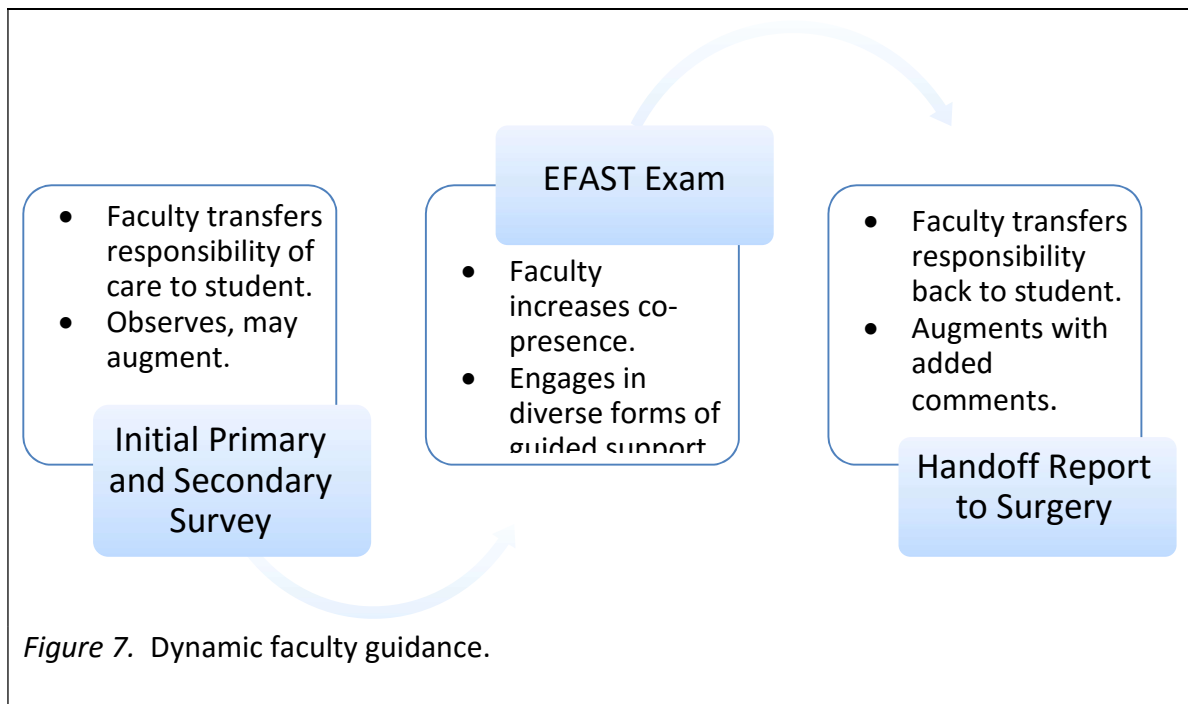 • Faculty transfers
responsibility of
care to student.
• Observes, may
augment.
Initial Primary
and Secondary
Survey
EFAST Exam
• Faculty
increases co-
presence.
• Engages in
diverse forms of
guided support
• Faculty transfers
responsibility
back to student.
• Augments with
added
comments.
Handoff Report
to Surgery
Figure 7. Dynamic faculty guidance.